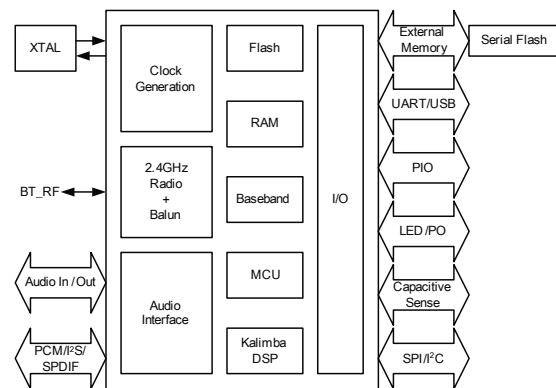 XTAL
Clock
Generation
Flash
External
Memory
Serial Flash
UART/USB
RAM
2.4GHz
Radio
+
Balun
I/O
PIO
BT_RF
Baseband
LED/PO
Audio In/Out
Audio
Interface
MCU
Capacitive
Sense
PCM/I²S/
SPDIF
Kalimba
DSP
SPI/I²C